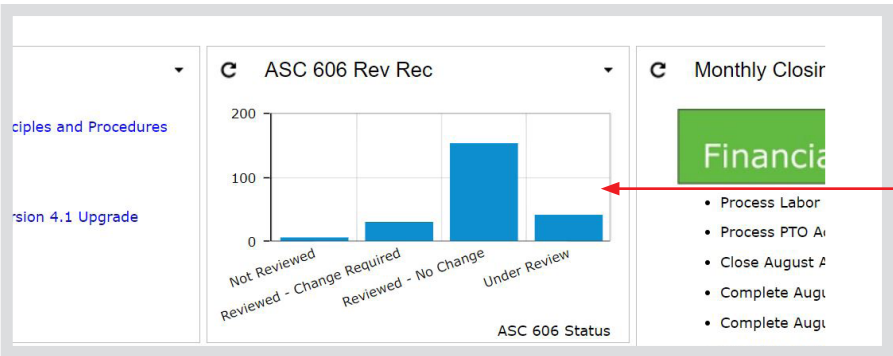 ciples and Procedures
rsion 4.1 Upgrade
ASC 606 Rev Rec
200
100
0
Not Reviewed
Reviewed - Change Required
Reviewed - No Change
Under Review
ASC 606 Status
Monthly Closin
Financia
• Process Labor
• Process PTO A
• Close August A
• Complete Augu
• Complete Augu